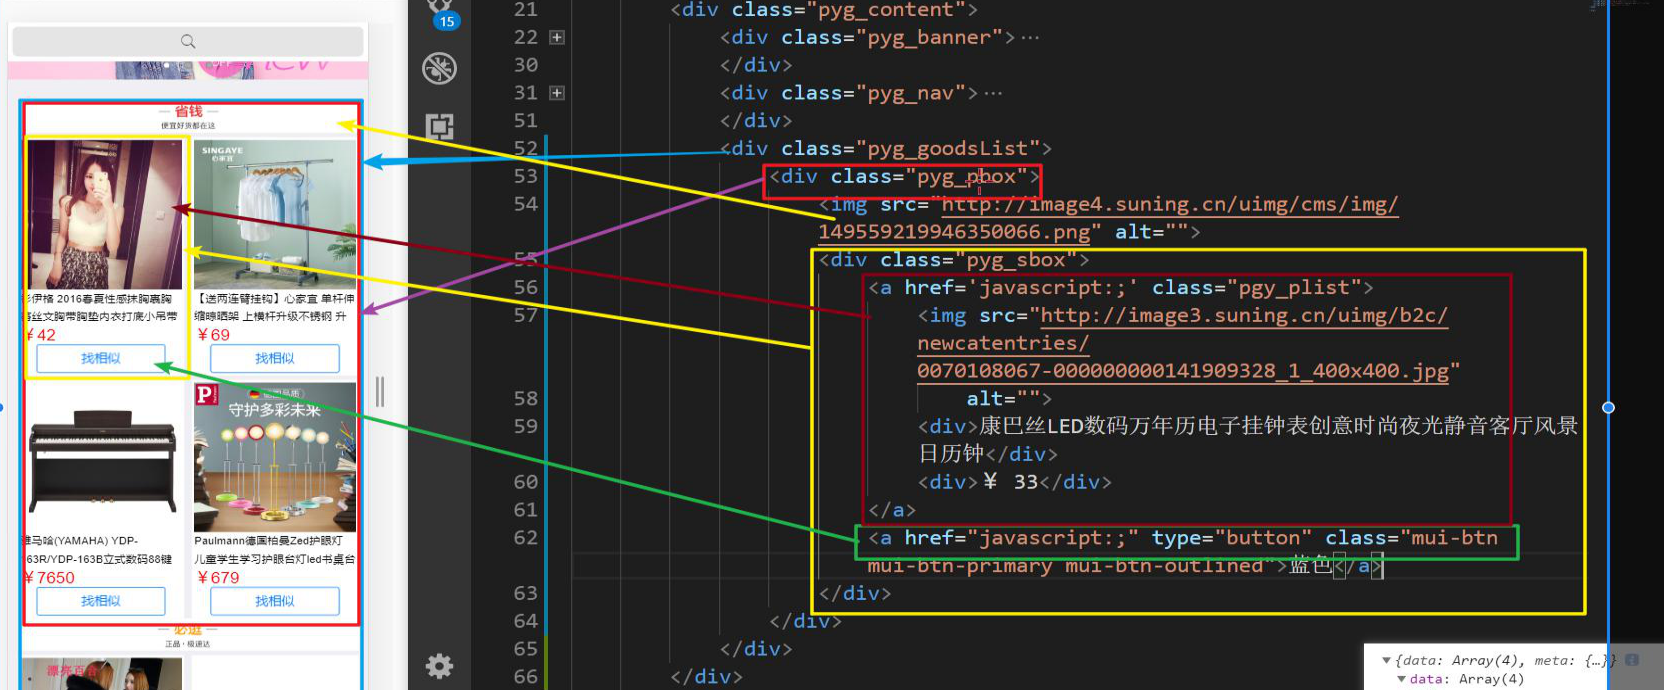 省钱
便宜好货都在这
SINGAYE
心家宜
伊格 2016春夏性感抹胸裹胸
蕾丝文胸带胸垫内衣打底小吊带
¥42
找相似
【送两连臂挂钩】心家宜 单杆伸
缩晾晒架 上横杆升级不锈钢 升
¥69
找相似
守护多彩未来
雅马哈(YAMAHA) YDP-
163R/YDP-163B立式数码88键
¥7650
找相似
Paulmann德国柏曼Zed护眼灯
儿童学生学习护眼台灯led书桌台
¥679
找相似
必逛
正品·极速达
漂亮百合
15
21 <div class="pyg_content">
22 <div class="pyg_banner">…
30 </div>
31 <div class="pyg_nav">…
51 </div>
52 <div class="pyg_goodsList">
53 <div class="pyg_pbox">
54 <img src="http://image4.suning.cn/uimg/cms/img/
149559219946350066.png" alt="">
55 <div class="pyg_sbox">
56 <a href='javascript:;' class="pgy_plist">
57 <img src="http://image3.suning.cn/uimg/b2c/
newcatentries/
0070108067-000000000141909328_1_400x400.jpg"
58 alt="">
59 <div>康巴丝LED数码万年历电子挂钟表创意时尚夜光静音客厅风景
日历钟</div>
60 <div>¥ 33</div>
61 </a>
62 <a href="javascript:;" type="button" class="mui-btn
mui-btn-primary mui-btn-outlined">蓝色</a>
63 </div>
64 </div>
65 </div>
66 </div>
{data: Array(4), meta: {…}}
data: Array(4)